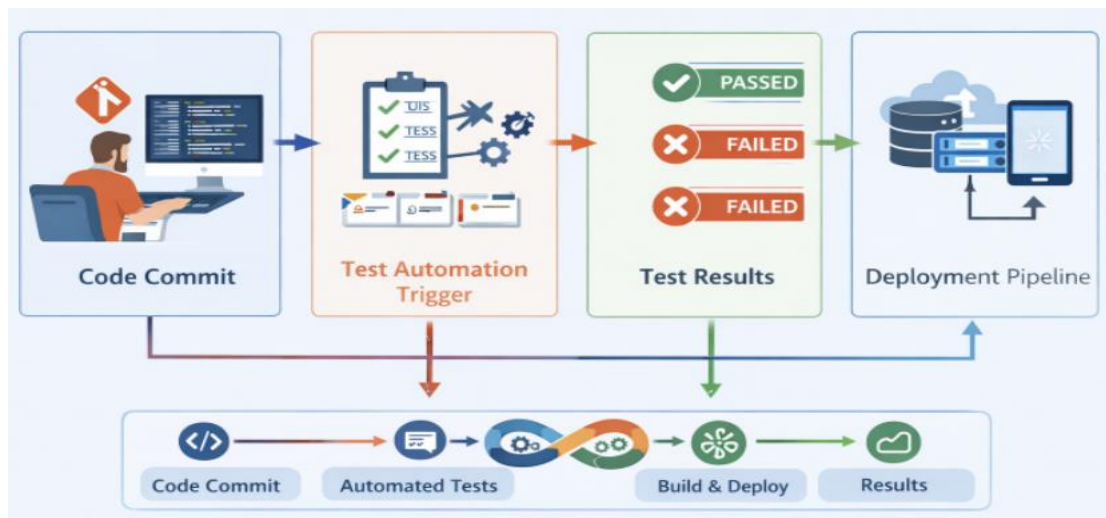 TUIS
TESS
TESS
PASSED
FAILED
FAILED
Code Commit
Test Automation
Trigger
Test Results
Deployment Pipeline
Code Commit
Automated Tests
Build & Deploy
Results